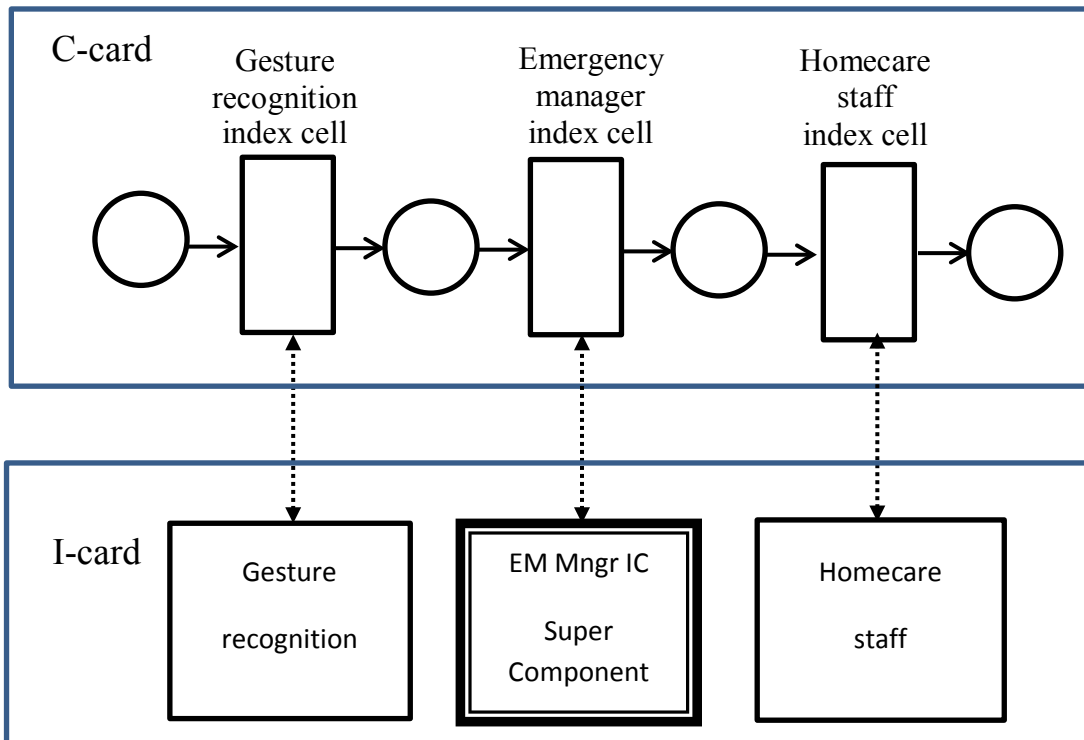 C-card
Gesture
recognition
index cell
Emergency
manager
index cell
Homecare
staff
index cell
I-card
Gesture
recognition
EM Mngr IC
Super
Component
Homecare
staff